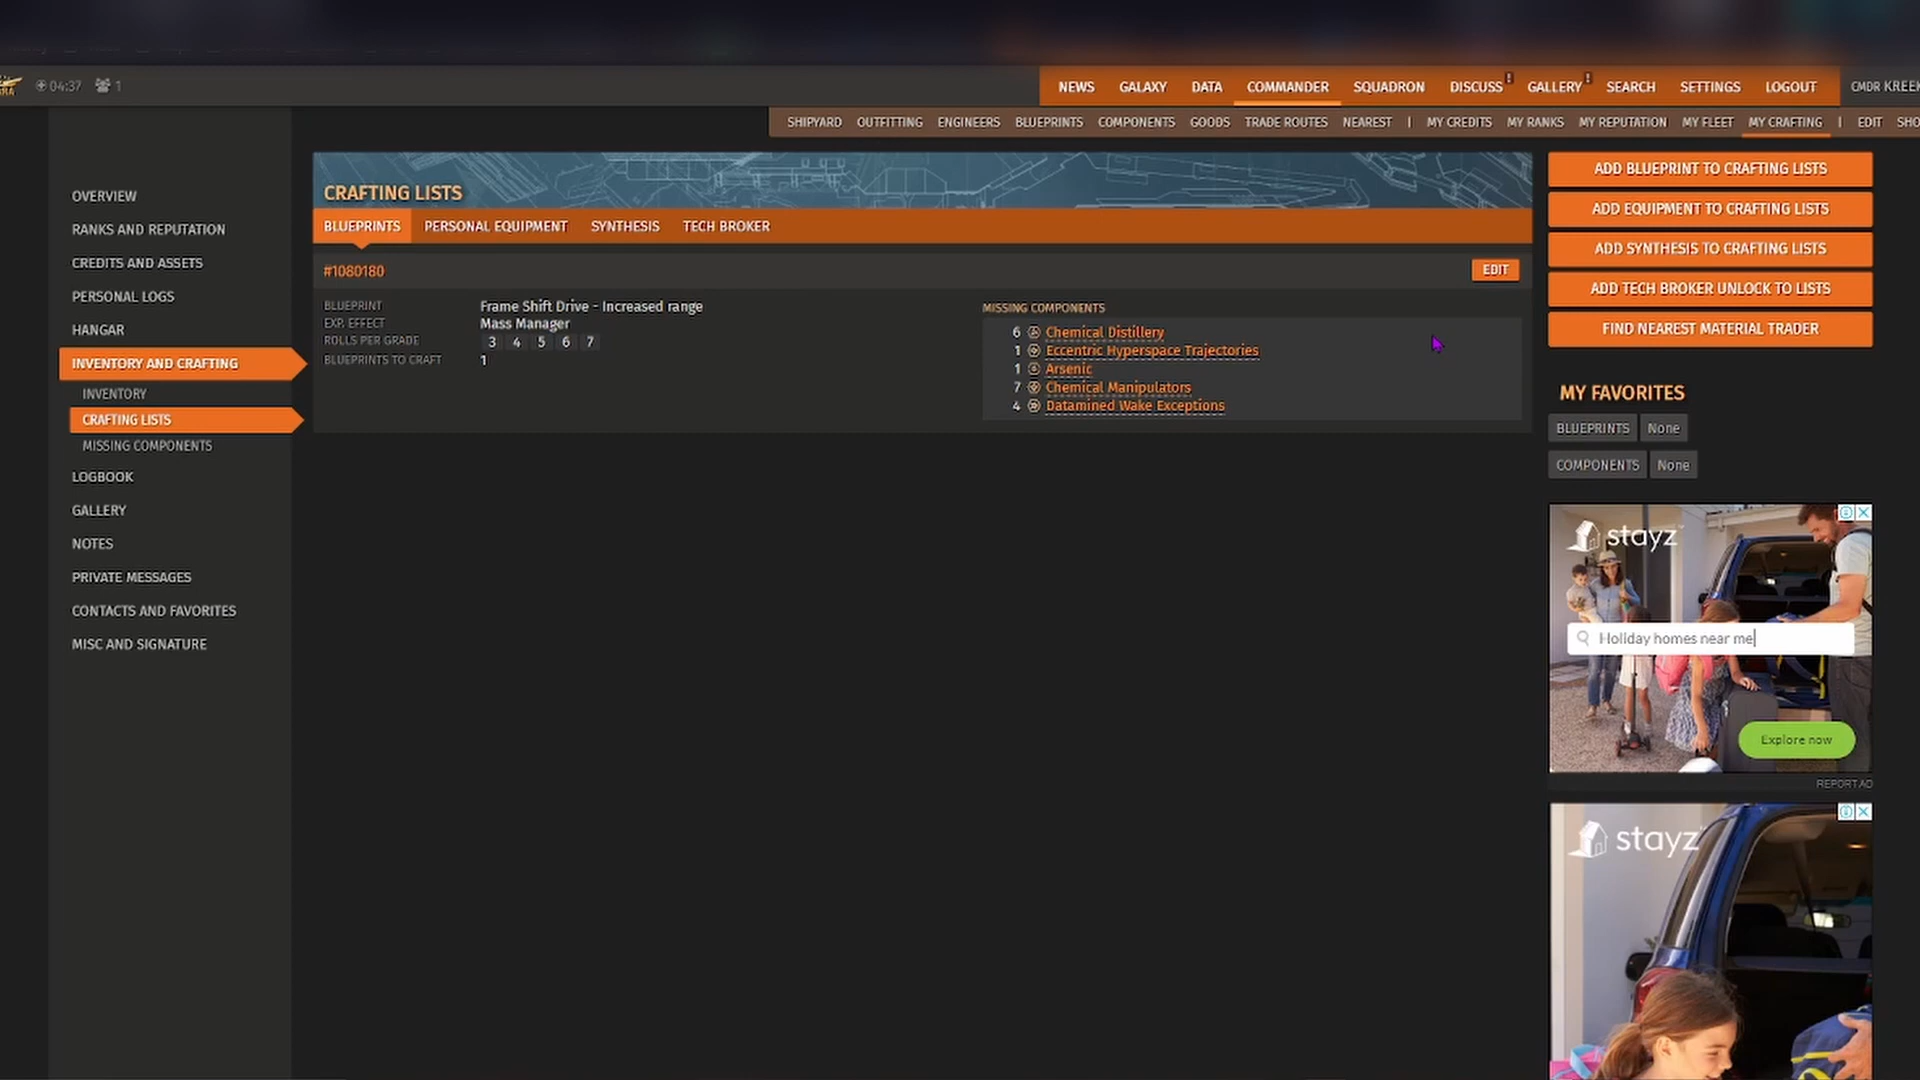 04:37 1
NEWS GALAXY DATA COMMANDER SQUADRON DISCUSS GALLERY SEARCH SETTINGS LOGOUT CMDR KREEK
SHIPYARD OUTFITTING ENGINEERS BLUEPRINTS COMPONENTS GOODS TRADE ROUTES NEAREST | MY CREDITS MY RANKS MY REPUTATION MY FLEET MY CRAFTING | EDIT SHO
OVERVIEW
RANKS AND REPUTATION
CREDITS AND ASSETS
PERSONAL LOGS
HANGAR
INVENTORY AND CRAFTING
INVENTORY
CRAFTING LISTS
MISSING COMPONENTS
LOGBOOK
GALLERY
NOTES
PRIVATE MESSAGES
CONTACTS AND FAVORITES
MISC AND SIGNATURE
CRAFTING LISTS
BLUEPRINTS PERSONAL EQUIPMENT SYNTHESIS TECH BROKER
#1080180 EDIT
BLUEPRINT Frame Shift Drive - Increased range
EXP. EFFECT Mass Manager
ROLLS PER GRADE 3 4 5 6 7
BLUEPRINTS TO CRAFT 1
MISSING COMPONENTS
6 Chemical Distillery
1 Eccentric Hyperspace Trajectories
1 Arsenic
7 Chemical Manipulators
4 Datamined Wake Exceptions
ADD BLUEPRINT TO CRAFTING LISTS
ADD EQUIPMENT TO CRAFTING LISTS
ADD SYNTHESIS TO CRAFTING LISTS
ADD TECH BROKER UNLOCK TO LISTS
FIND NEAREST MATERIAL TRADER
MY FAVORITES
BLUEPRINTS None
COMPONENTS None
stayz
Holiday homes near me
Explore now
REPORT AD
stayz